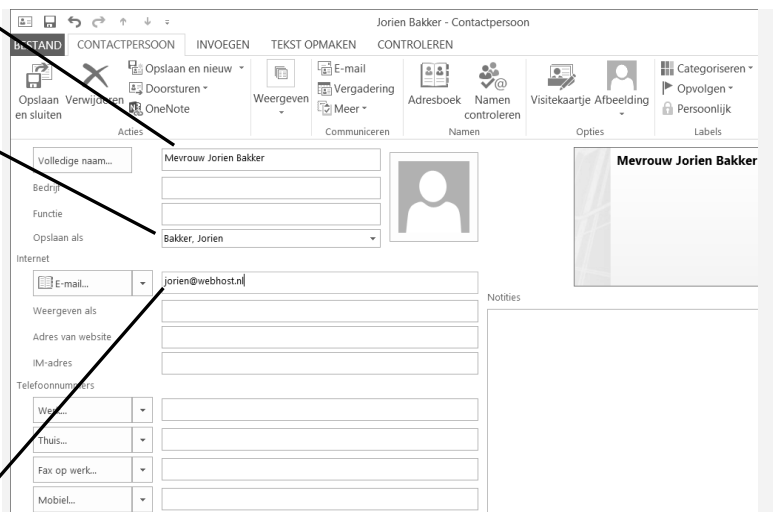 Jorien Bakker - Contactpersoon
BESTAND CONTACTPERSOON INVOEGEN TEKST OPMAKEN CONTROLEREN
Opslaan en sluiten
Verwijderen
Opslaan en nieuw
Doorsturen
OneNote
Acties
Weergeven
E-mail
Vergadering
Meer
Communiceren
Adresboek
Namen controleren
Namen
Visitekaartje
Afbeelding
Opties
Categoriseren
Opvolgen
Persoonlijk
Labels
Volledige naam... Mevrouw Jorien Bakker
Bedrijf
Functie
Opslaan als Bakker, Jorien
Internet
E-mail... jorien@webhost.nl
Weergeven als
Adres van website
IM-adres
Telefoonnummers
Werk...
Thuis...
Fax op werk...
Mobiel...
Mevrouw Jorien Bakker
Notities